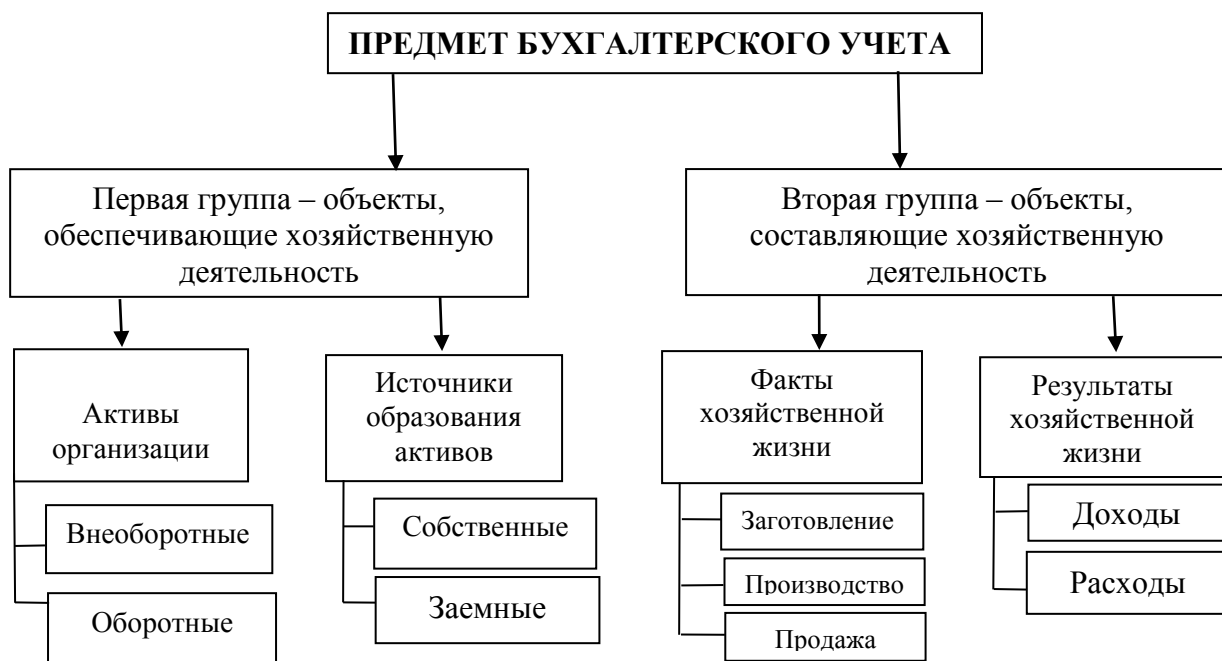 ПРЕДМЕТ БУХГАЛТЕРСКОГО УЧЕТА
Первая группа – объекты,
обеспечивающие хозяйственную
деятельность
Вторая группа – объекты,
составляющие хозяйственную
деятельность
Активы
организации
Внеоборотные
Оборотные
Источники
образования
активов
Собственные
Заемные
Факты
хозяйственной
жизни
Заготовление
Производство
Продажа
Результаты
хозяйственной
жизни
Доходы
Расходы